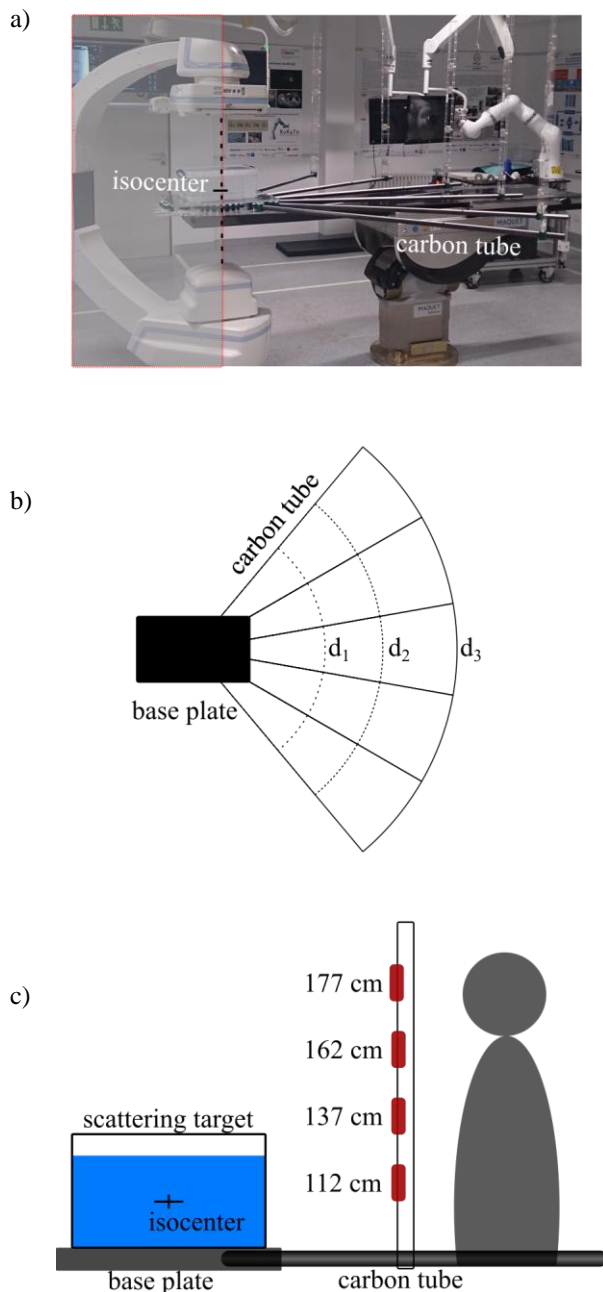 a)
isocenter
carbon tube
MAQUET
b)
carbon tube
d1
d2
d3
base plate
c)
177 cm
162 cm
137 cm
112 cm
scattering target
isocenter
base plate
carbon tube